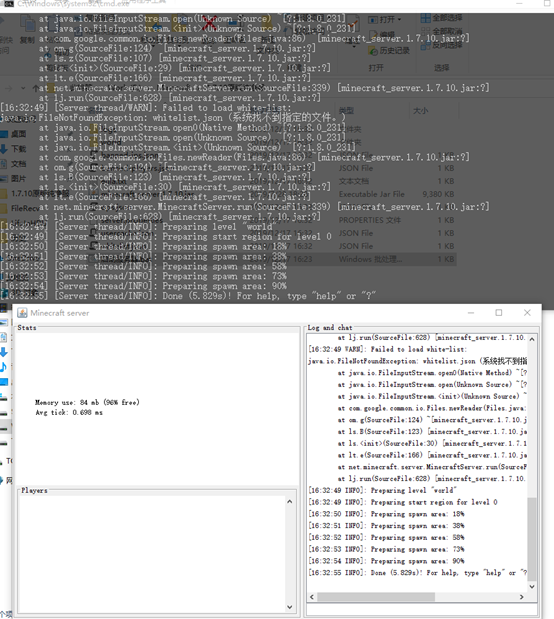 C:\Windows\system32\cmd.exe
at java.io.FileInputStream.open(Unknown Source) [?:1.8.0_231]
at java.io.FileInputStream.<init>(Unknown Source) [?:1.8.0_231]
at com.google.common.io.Files.newReader(Files.java:86) [minecraft_server.1.7.10.jar:?]
at om.g(SourceFile:124) [minecraft_server.1.7.10.jar:?]
at ls.z(SourceFile:107) [minecraft_server.1.7.10.jar:?]
at ls.<init>(SourceFile:29) [minecraft_server.1.7.10.jar:?]
at lt.e(SourceFile:166) [minecraft_server.1.7.10.jar:?]
at net.minecraft.server.MinecraftServer.run(SourceFile:339) [minecraft_server.1.7.10.jar:?]
at lj.run(SourceFile:628) [minecraft_server.1.7.10.jar:?]
[16:32:49] [Server thread/WARN]: Failed to load white-list:
java.io.FileNotFoundException: whitelist.json (系统找不到指定的文件。)
at java.io.FileInputStream.open0(Native Method) ~[?:1.8.0_231]
at java.io.FileInputStream.open(Unknown Source) ~[?:1.8.0_231]
at java.io.FileInputStream.<init>(Unknown Source) ~[?:1.8.0_231]
at com.google.common.io.Files.newReader(Files.java:86) ~[minecraft_server.1.7.10.jar:?]
at om.g(SourceFile:124) ~[minecraft_server.1.7.10.jar:?]
at ls.B(SourceFile:123) [minecraft_server.1.7.10.jar:?]
at ls.<init>(SourceFile:30) [minecraft_server.1.7.10.jar:?]
at lt.e(SourceFile:166) [minecraft_server.1.7.10.jar:?]
at net.minecraft.server.MinecraftServer.run(SourceFile:339) [minecraft_server.1.7.10.jar:?]
at lj.run(SourceFile:628) [minecraft_server.1.7.10.jar:?]
[16:32:49] [Server thread/INFO]: Preparing level "world"
[16:32:49] [Server thread/INFO]: Preparing start region for level 0
[16:32:50] [Server thread/INFO]: Preparing spawn area: 18%
[16:32:51] [Server thread/INFO]: Preparing spawn area: 38%
[16:32:52] [Server thread/INFO]: Preparing spawn area: 58%
[16:32:53] [Server thread/INFO]: Preparing spawn area: 73%
[16:32:54] [Server thread/INFO]: Preparing spawn area: 90%
[16:32:55] [Server thread/INFO]: Done (5.829s)! For help, type "help" or "?"
打开
编辑
历史记录
打开
全部选择
选择
类型
大小
桌面
下载
文档
图片
FileRec
JSON File
文本文档
Executable Jar File
9,380 KB
PROPERTIES 文件
1 KB
JSON File
1 KB
Windows 批处理...
1 KB
Minecraft server
Stats
Memory use: 84 mb (96% free)
Avg tick: 0.698 ms
Players
Log and chat
at lj.run(SourceFile:628) [minecraft_server.1.7.10.
[16:32:49 WARN]: Failed to load white-list:
java.io.FileNotFoundException: whitelist.json (系统找不到指
at java.io.FileInputStream.open0(Native Method) ~[?
at java.io.FileInputStream.open(Unknown Source) ~[?
at java.io.FileInputStream.<init>(Unknown Source) ~
at com.google.common.io.Files.newReader(Files.java:
at om.g(SourceFile:124) ~[minecraft_server.1.7.10.j
at ls.B(SourceFile:123) [minecraft_server.1.7.10.ja
at ls.<init>(SourceFile:30) [minecraft_server.1.7.1
at lt.e(SourceFile:166) [minecraft_server.1.7.10.ja
at net.minecraft.server.MinecraftServer.run(SourceF
at lj.run(SourceFile:628) [minecraft_server.1.7.10.
[16:32:49 INFO]: Preparing level "world"
[16:32:49 INFO]: Preparing start region for level 0
[16:32:50 INFO]: Preparing spawn area: 18%
[16:32:51 INFO]: Preparing spawn area: 38%
[16:32:52 INFO]: Preparing spawn area: 58%
[16:32:53 INFO]: Preparing spawn area: 73%
[16:32:54 INFO]: Preparing spawn area: 90%
[16:32:55 INFO]: Done (5.829s)! For help, type "help" or "?